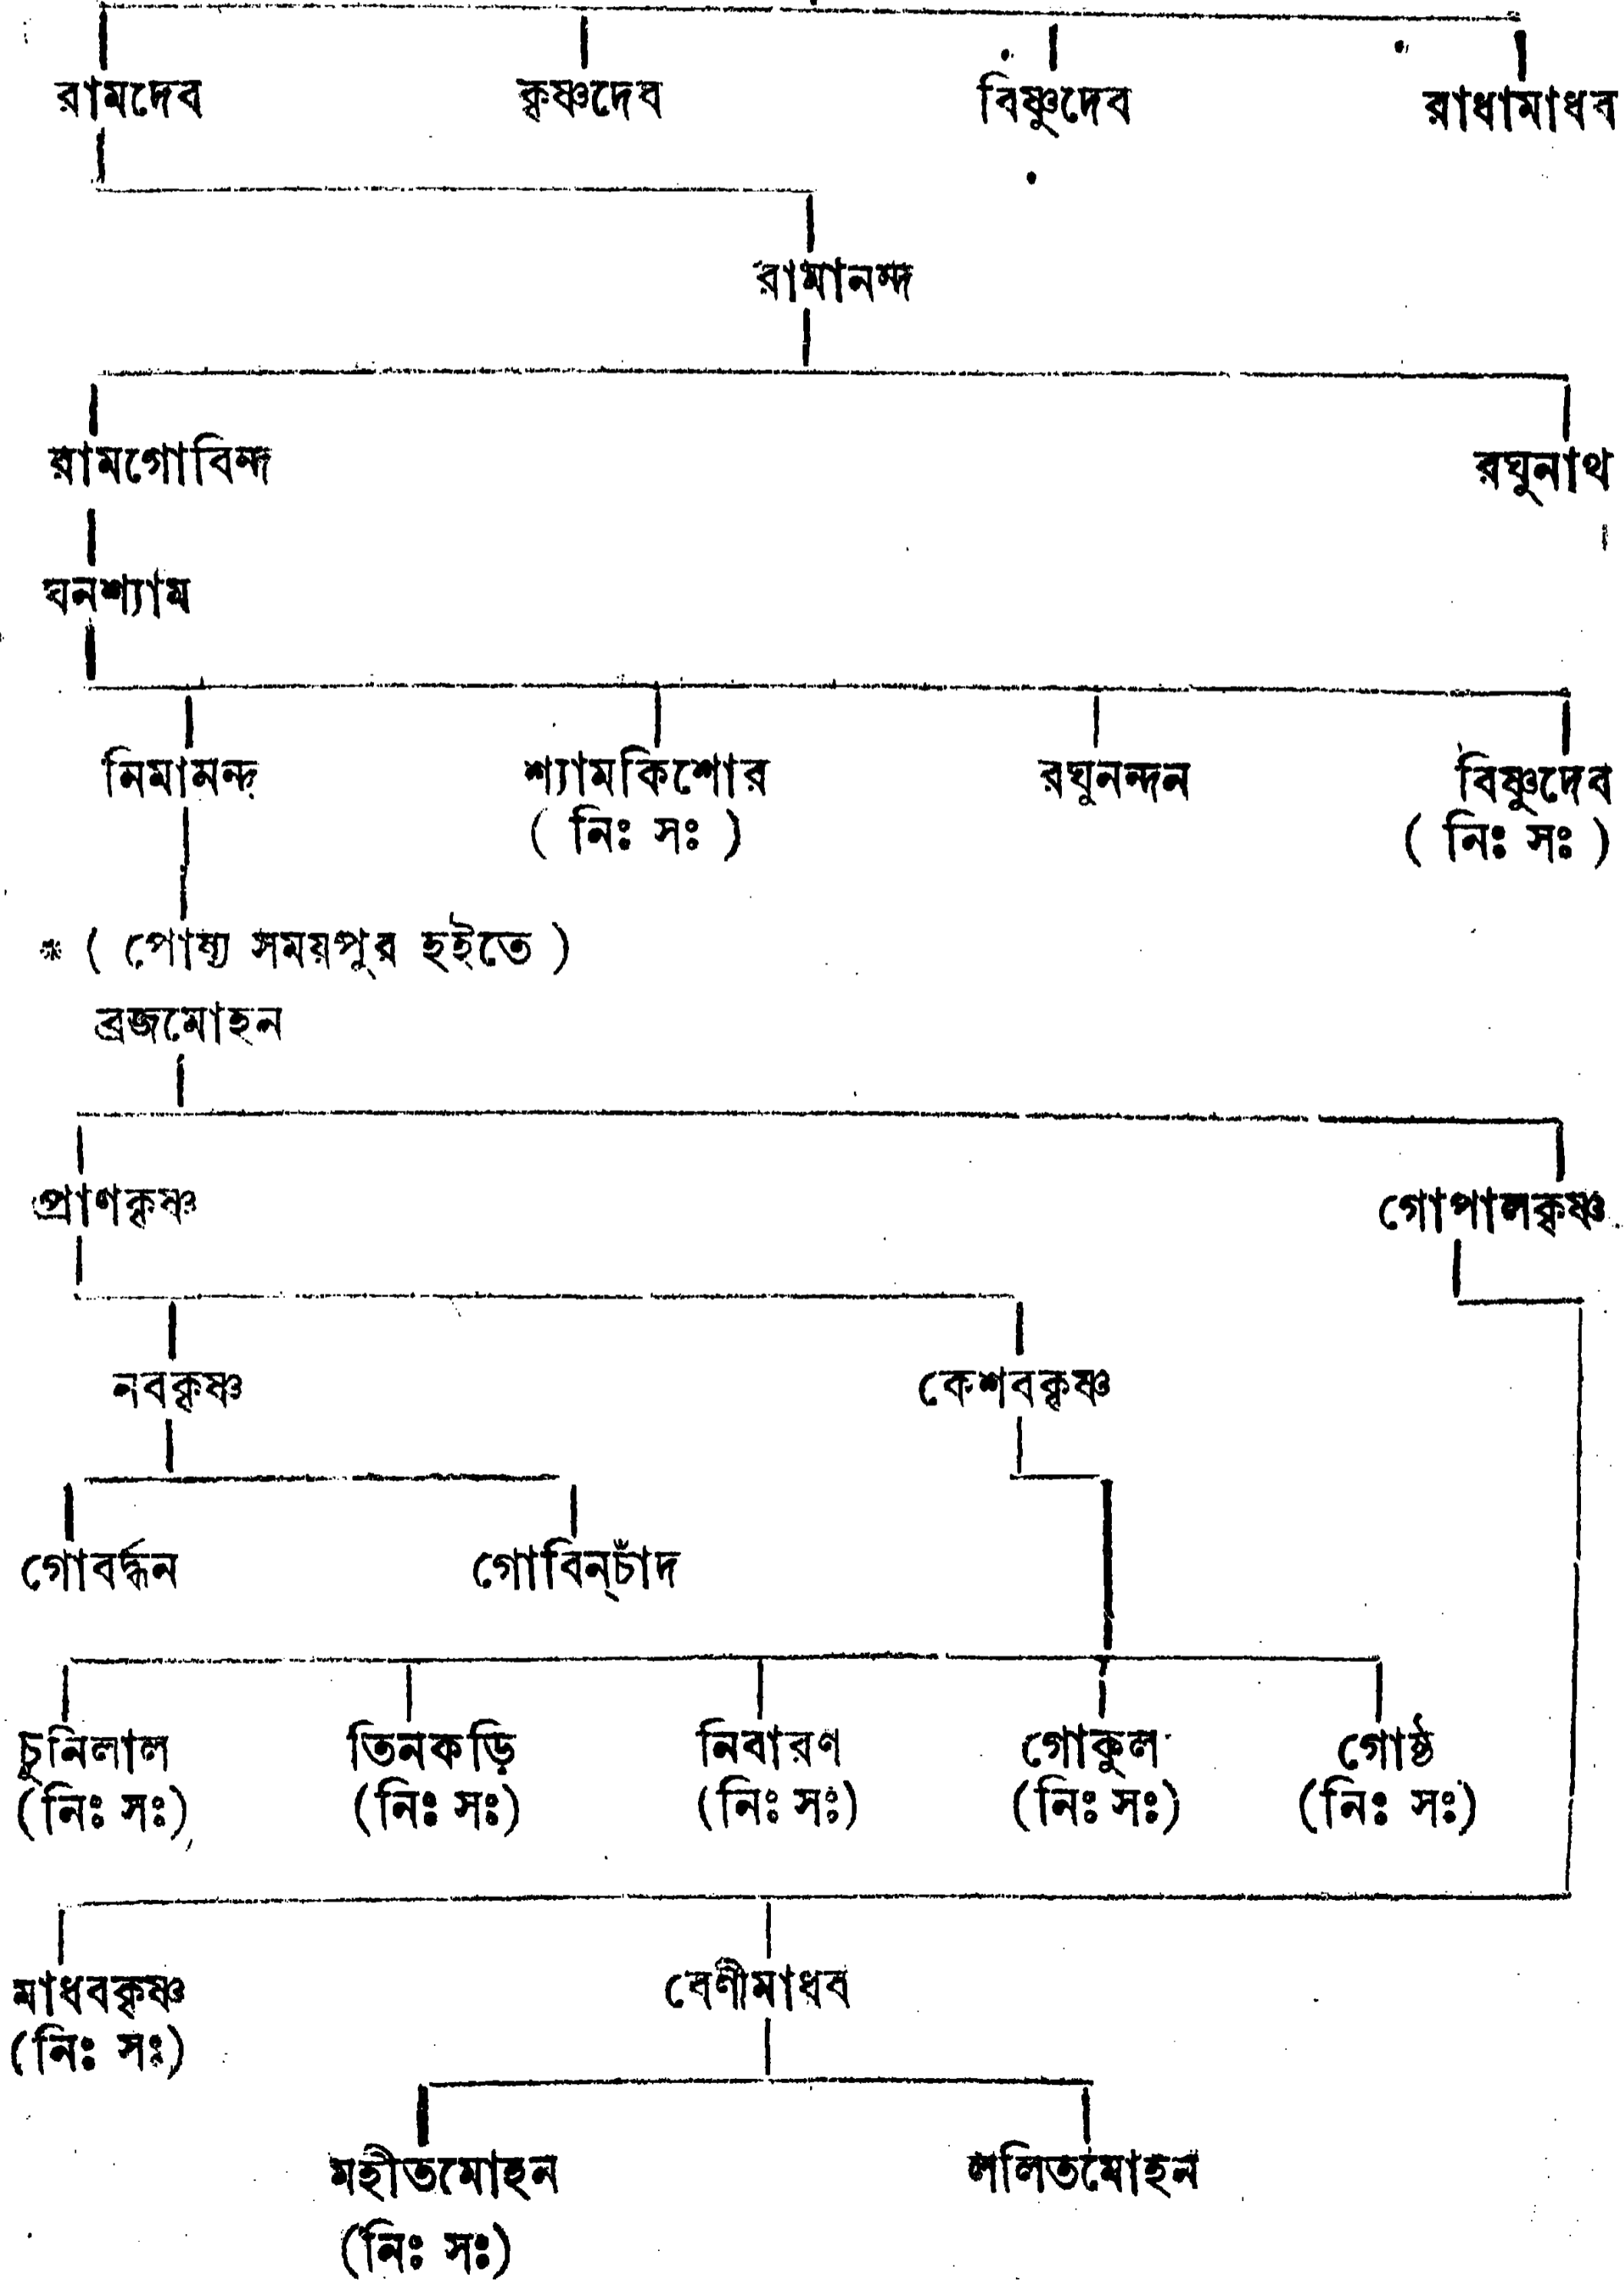 রামদেব কৃষ্ণদেব বিষ্ণুদেব রাধামাধব
রামানন্দ
রামগোবিন্দ রঘুনাথ
ঘনশ্যাম
নিমানন্দ শ্যামকিশোর রঘুনন্দন বিষ্ণুদেব
( নিঃ সঃ ) ( নিঃ সঃ )
* ( পোষ্য সময়পুর হইতে )
ব্রজমোহন
প্রাণকৃষ্ণ গোপালকৃষ্ণ
নবকৃষ্ণ কেশবকৃষ্ণ
গোবর্দ্ধন গোবিন্‌চাঁদ
চুনিলাল তিনকড়ি নিবারণ গোকুল গোষ্ঠ
(নিঃ সঃ) (নিঃ সঃ) (নিঃ সঃ) (নিঃ সঃ) (নিঃ সঃ)
মাধবকৃষ্ণ বেণীমাধব
(নিঃ সঃ)
মহীতমোহন ললিতমোহন
(নিঃ সঃ)